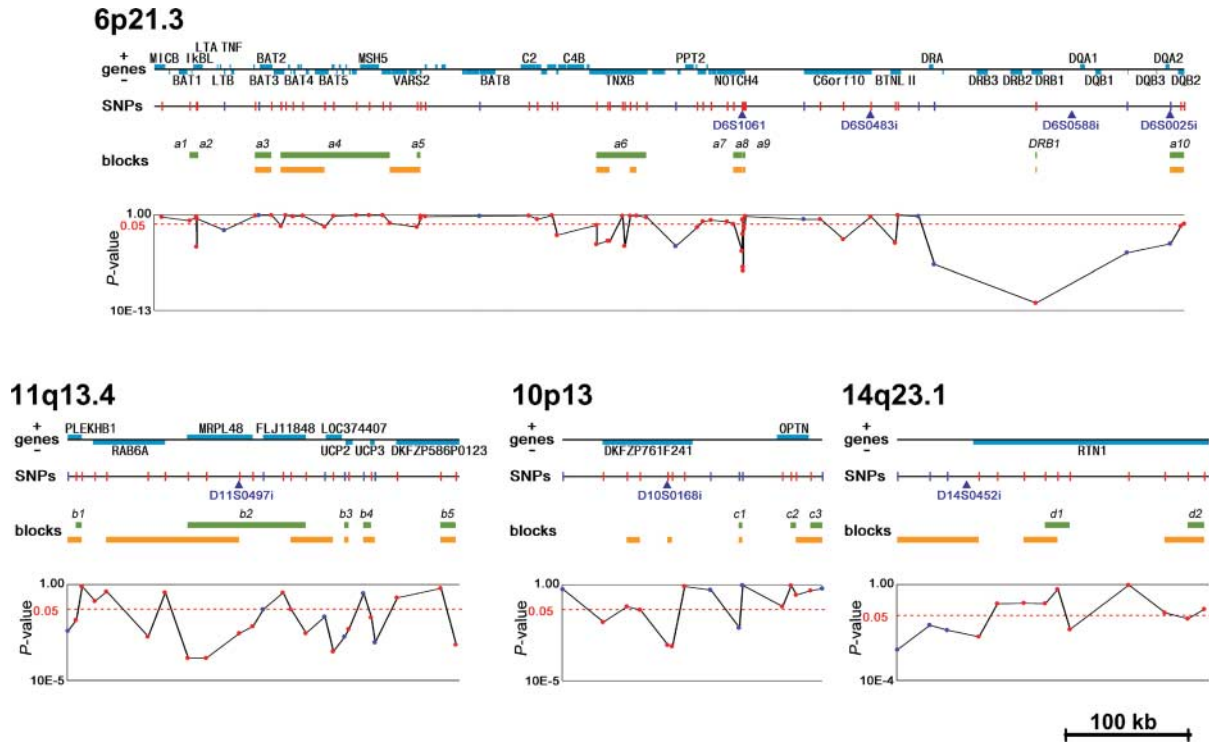 6p21.3
LTA TNF
MICB IkBL BAT2 MSH5 C2 C4B PPT2 DRA DQA1 DQA2
+
genes
-
BAT1 LTB BAT3 BAT4 BAT5 VARS2 BAT8 TNXB NOTCH4 C6orf10 BTNL II DRB3 DRB2 DRB1 DQB1 DQB3 DQB2
SNPs
D6S1061 D6S0483i D6S0588i D6S0025i
a1 a2 a3 a4 a5 a6 a7 a8 a9 DRB1 a10
blocks
1.00
0.05
P-value
10E-13
11q13.4 10p13 14q23.1
+ + +
PLEKHB1 MRPL48 FLJ11848 LOC374407 OPTN
genes genes genes
- - -
RAB6A UCP2 UCP3 DKFZP586P0123 DKFZP761F241 RTN1
SNPs SNPs SNPs
D11S0497i D10S0168i D14S0452i
b1 b2 b3 b4 b5 c1 c2 c3 d1 d2
blocks blocks blocks
1.00 1.00 1.00
0.05 0.05 0.05
P-value P-value P-value
10E-5 10E-5 10E-4
100 kb